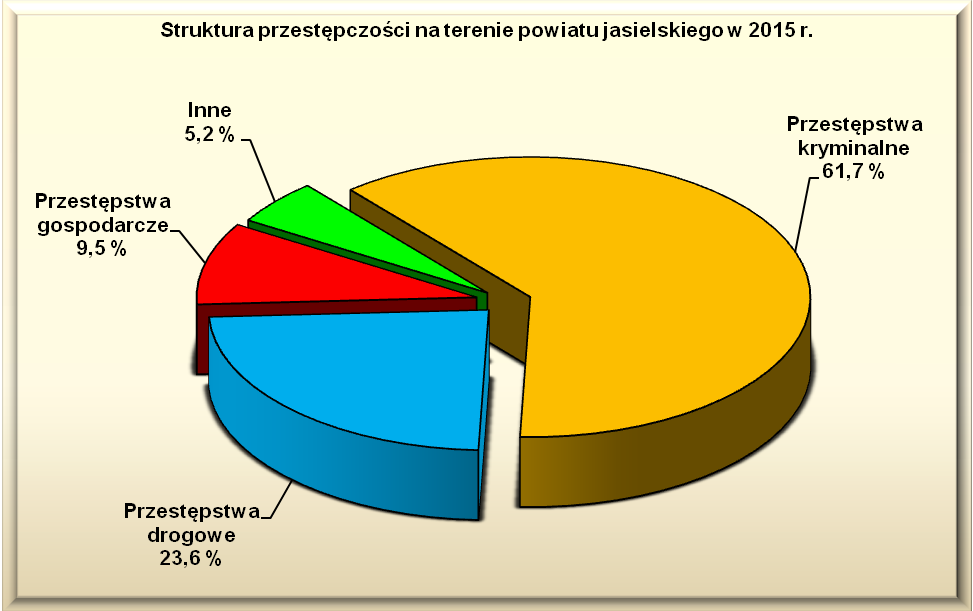 Struktura przestępczości na terenie powiatu jasielskiego w 2015 r.
Inne
5,2 %
Przestępstwa
kryminalne
61,7 %
Przestępstwa
gospodarcze
9,5 %
Przestępstwa
drogowe
23,6 %